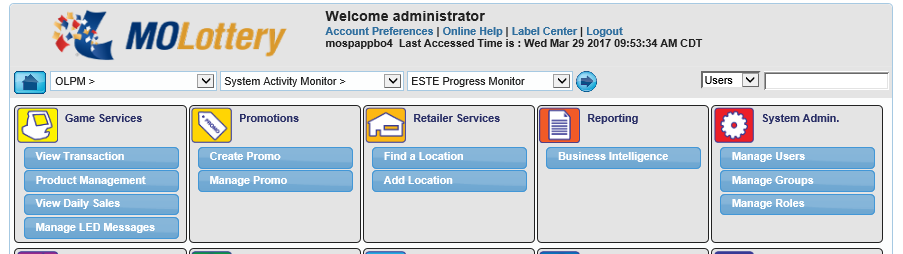 MOLottery
Welcome administrator
Account Preferences | Online Help | Label Center | Logout
mospappbo4 Last Accessed Time is : Wed Mar 29 2017 09:53:34 AM CDT
OLPM > System Activity Monitor > ESTE Progress Monitor Users
Game Services
View Transaction
Product Management
View Daily Sales
Manage LED Messages
PROMO
Promotions
Create Promo
Manage Promo
Retailer Services
Find a Location
Add Location
Reporting
Business Intelligence
System Admin.
Manage Users
Manage Groups
Manage Roles